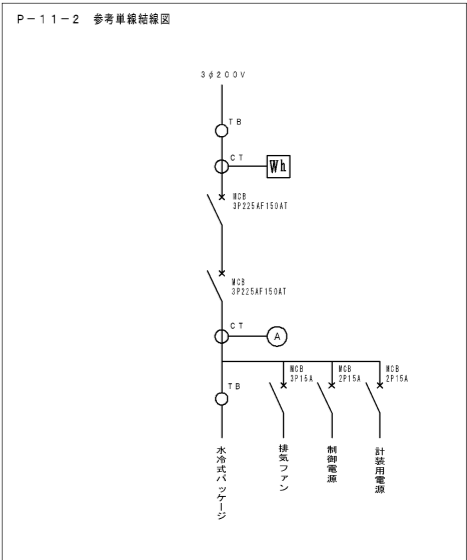 P－11－2　参考単線結線図
3φ200V
TB
CT
Wh
MCB
3P225AF150AT
MCB
3P225AF150AT
CT
A
MCB
3P15A
MCB
2P15A
MCB
2P15A
TB
水冷式パッケージ
排気ファン
制御電源
計装用電源